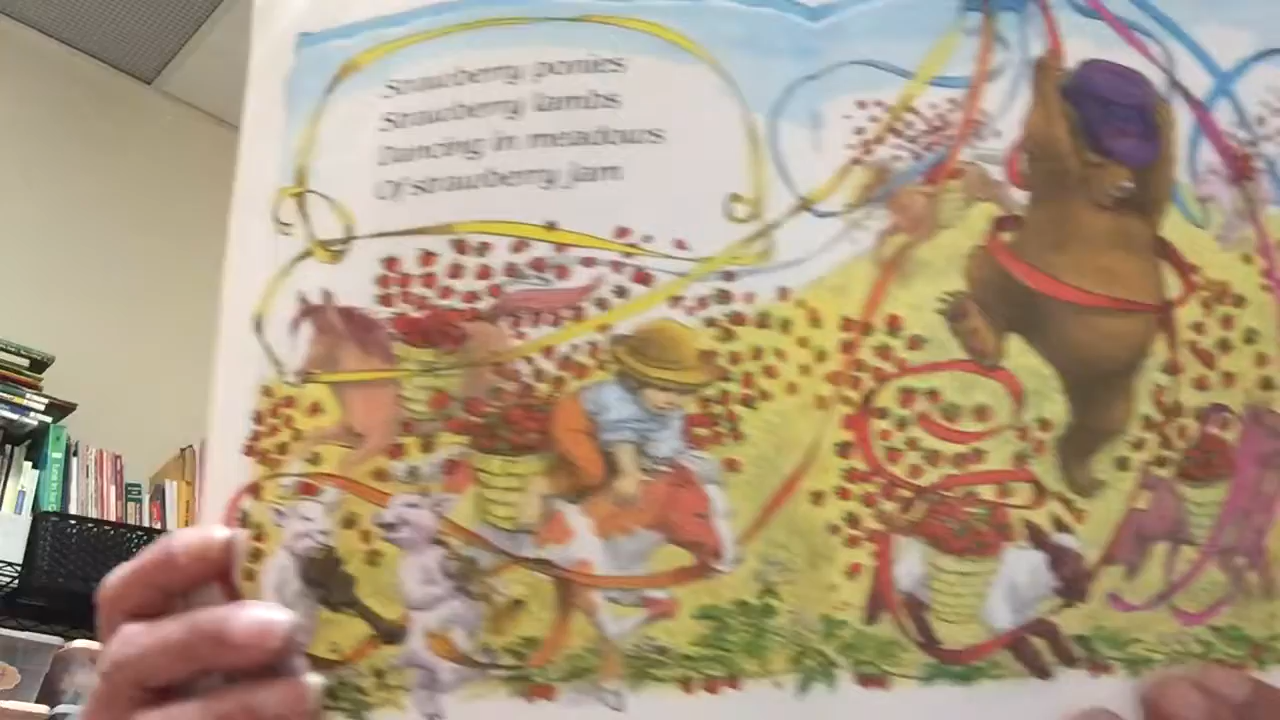 Strawberry ponies
Strawberry lambs
Dancing in meadows
Of strawberry jam